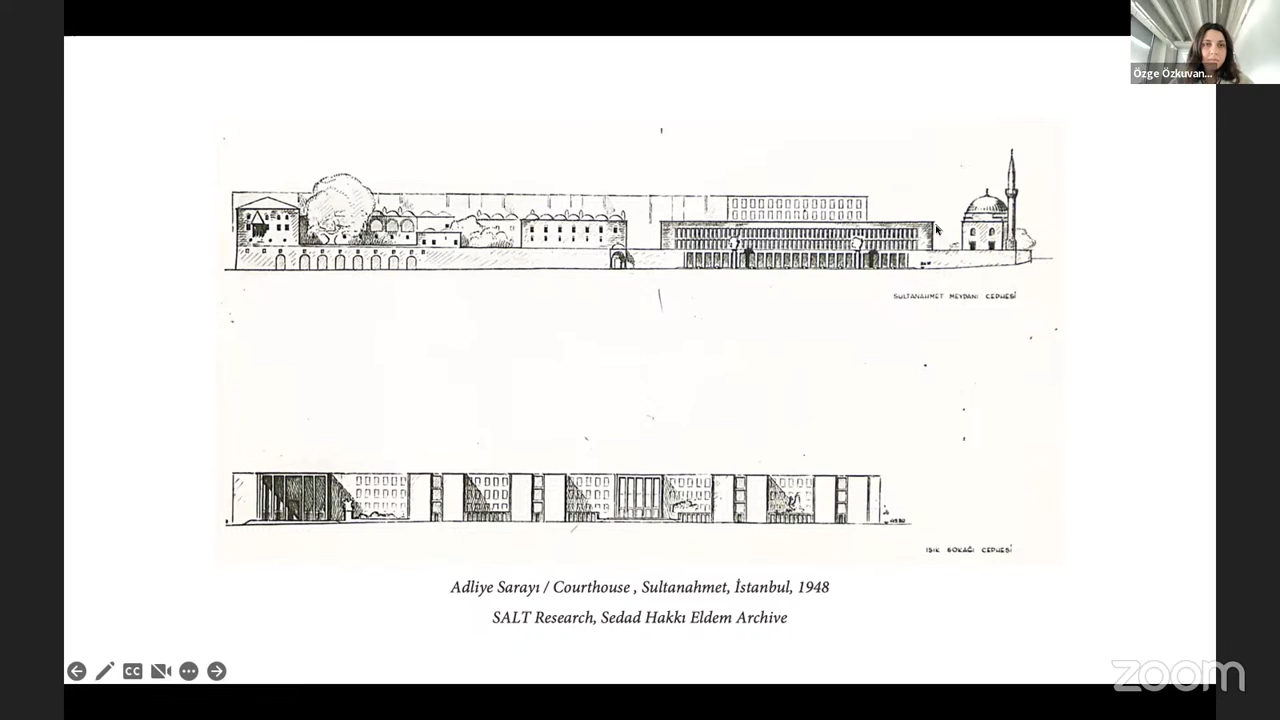 Özge Özkuvan...
SULTANAHMET MEYDANI CEPHESİ
IŞIK SOKAĞI CEPHESİ
Adliye Sarayı / Courthouse , Sultanahmet, İstanbul, 1948
SALT Research, Sedad Hakkı Eldem Archive
CC
zoom